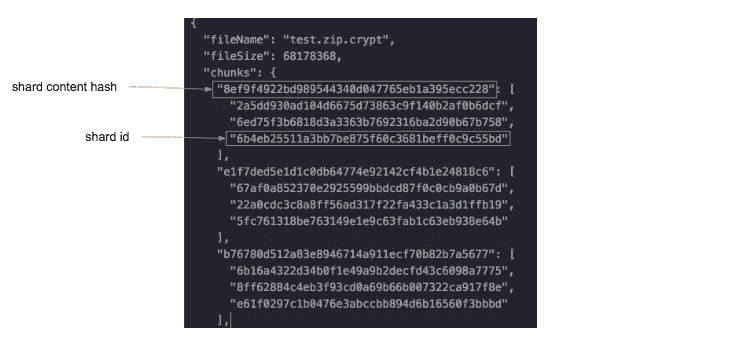 {
"fileName": "test.zip.crypt",
"fileSize": 68178368,
"chunks": {
shard content hash
"8ef9f4922bd989544340d047765eb1a395ecc228": [
"2a5dd930ad104d6675d73863c9f140b2af0b6dcf",
"6ed75f3b6818d3a3363b7692316ba2d90b67b758",
shard id
"6b4eb25511a3bb7be875f60c3681beff0c9c55bd"
],
"e1f7ded5e1d1c0db64774e92142cf4b1e24818c6": [
"67af0a852370e2925599bbdcd87f0c0cb9a0b67d",
"22a0cdc3c8a8ff56ad317f22fa433c1a3d1ffb19",
"5fc761318be763149e1e9c63fab1c63eb938e64b"
],
"b76780d512a83e8946714a911ecf70b82b7a5677": [
"6b16a4322d34b0f1e49a9b2decfd43c6098a7775",
"8ff62884c4eb3f93cd0a69b66b007322ca917f8e",
"e61f0297c1b0476e3abccbb894d6b16560f3bbbd"
],